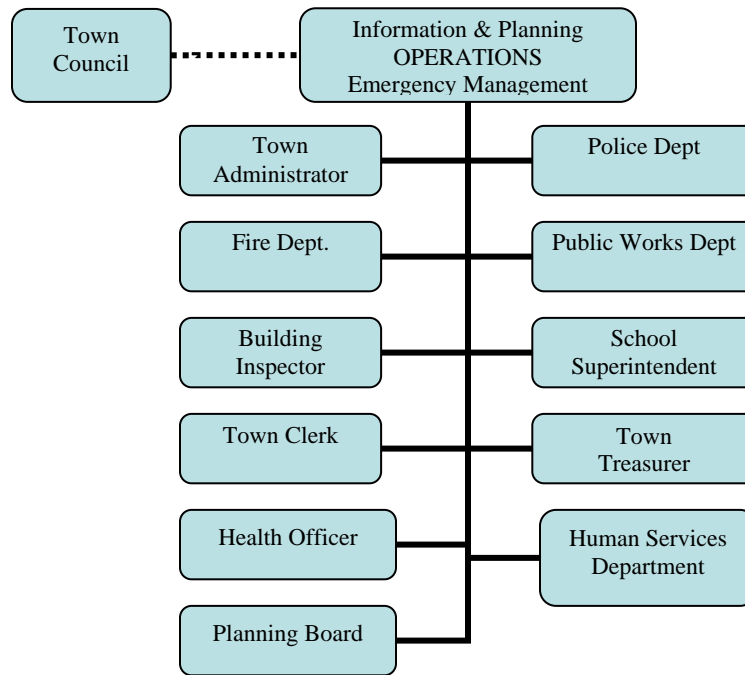 Town
Council
Information & Planning
OPERATIONS
Emergency Management
Town
Administrator
Police Dept
Fire Dept.
Public Works Dept
Building
Inspector
School
Superintendent
Town Clerk
Town
Treasurer
Health Officer
Human Services
Department
Planning Board